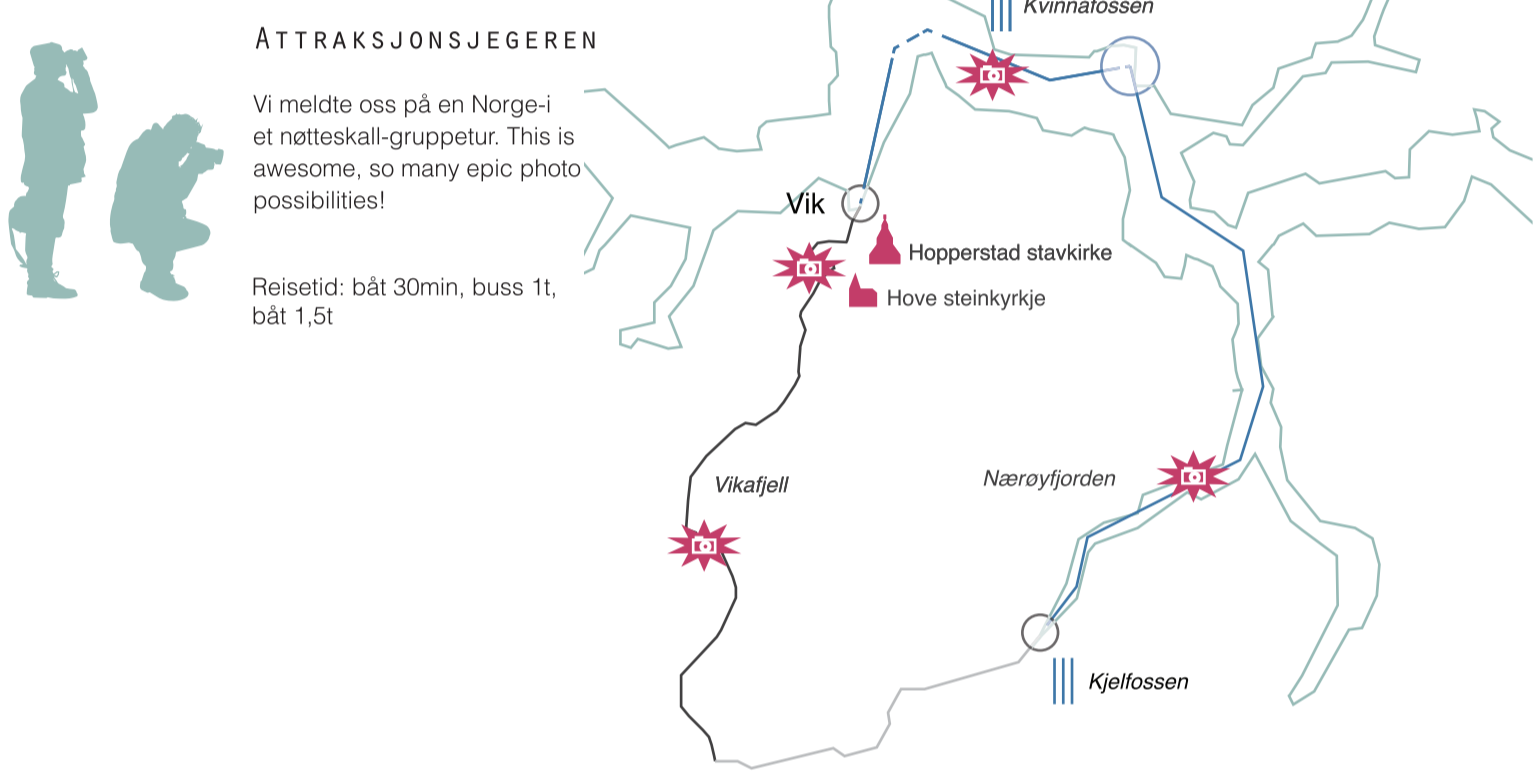 ATTRAKSJONSJEGEREN
Vi meldte oss på en Norge-i
et nøtteskall-gruppetur. This is
awesome, so many epic photo
possibilities!
Reisetid: båt 30min, buss 1t,
båt 1,5t
Kvinnafossen
Vik
Hopperstad stavkirke
Hove steinkyrkje
Vikafjell
Nærøyfjorden
Kjelfossen